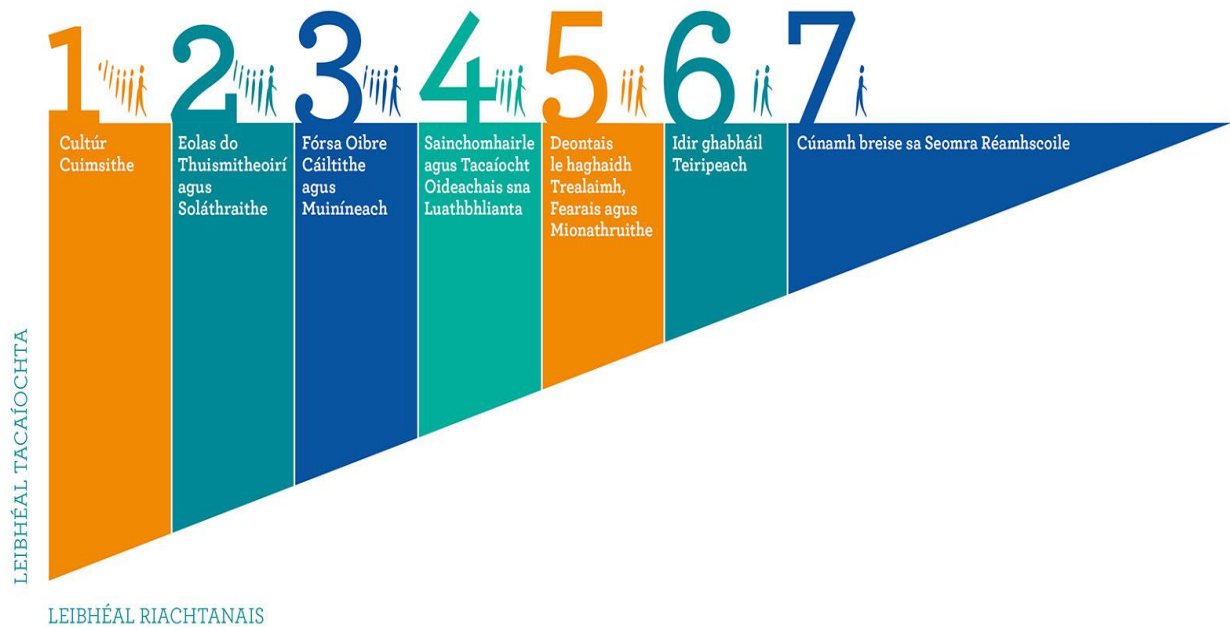 1
Cultúr
Cuimsithe
2
Eolas do
Thuismitheoirí
agus
Soláthraithe
3
Fórsa Oibre
Cáiltithe
agus
Muiníneach
4
Sainchomhairle
agus Tacaíocht
Oideachais sna
Luathbhlianta
5
Deontais
le haghaidh
Trealaimh,
Fearais agus
Mionathruithe
6
Idir ghabháil
Teiripeach
7
Cúnamh breise sa Seomra Réamhscoile
LEIBHÉAL TACAÍOCHTA
LEIBHÉAL RIACHTANAIS